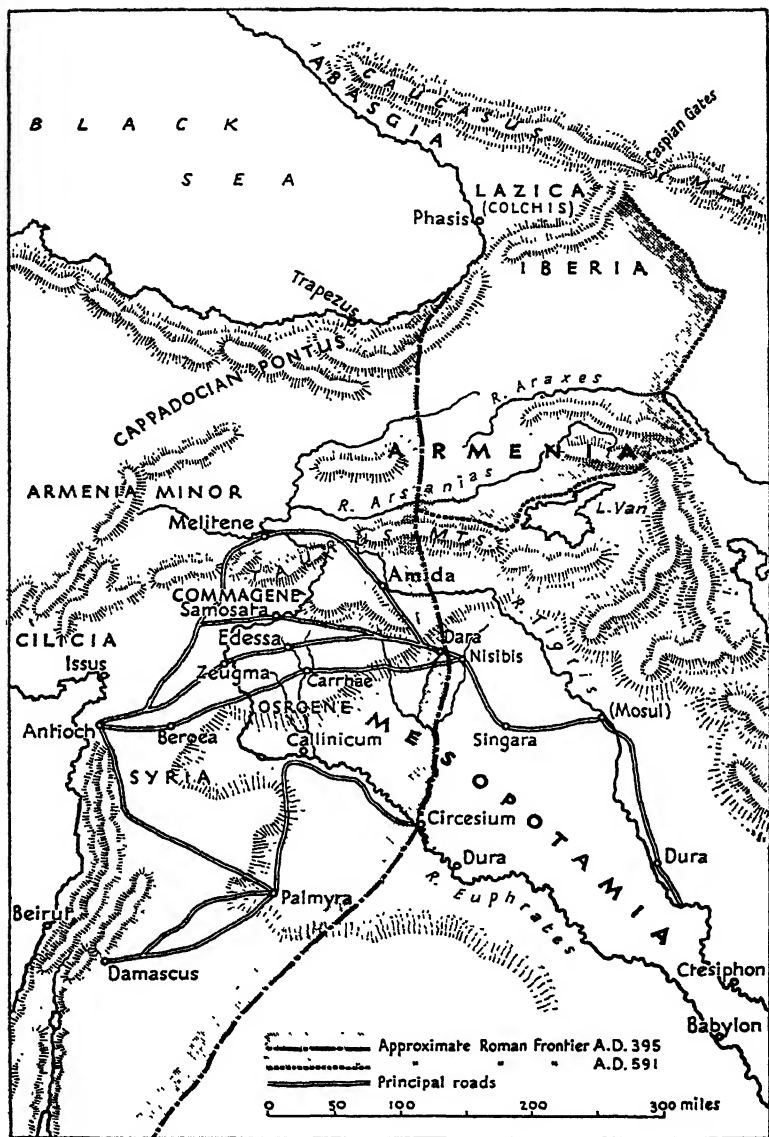 CAUCASUS MTS.
ABASGIA
Caspian Gates
BLACK
SEA
LAZICA
(COLCHIS)
Phasis
IBERIA
Trapezus
CAPPADOCIAN PONTUS
R. Araxes
ARMENIA
ARMENIA MINOR
R. Arsanias
L. Van
Melitene
TAURUS MTS.
COMMAGENE
Amida
Samosata
R. Tigris
CILICIA
Edessa
Dara
Issus
Zeugma
Nisibis
Carrhae
(Mosul)
OSROENE
Antioch
Beroea
MESOPOTAMIA
Singara
Callinicum
SYRIA
Circesium
Dura
Dura
R. Euphrates
Palmyra
Beirut
Damascus
Ctesiphon
Babylon
Approximate Roman Frontier A.D. 395
" " " A.D. 591
Principal roads
0 50 100 200 300 miles